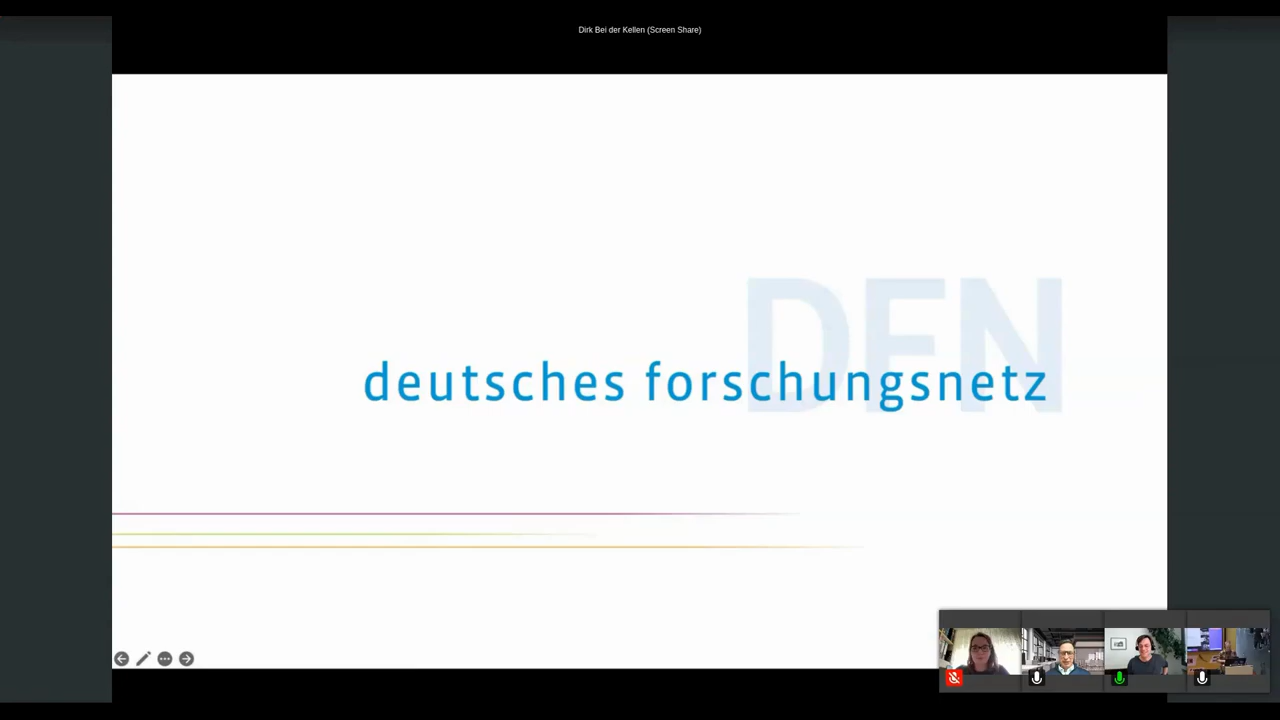 Dirk Bei der Kellen (Screen Share)
DFN
deutsches forschungsnetz